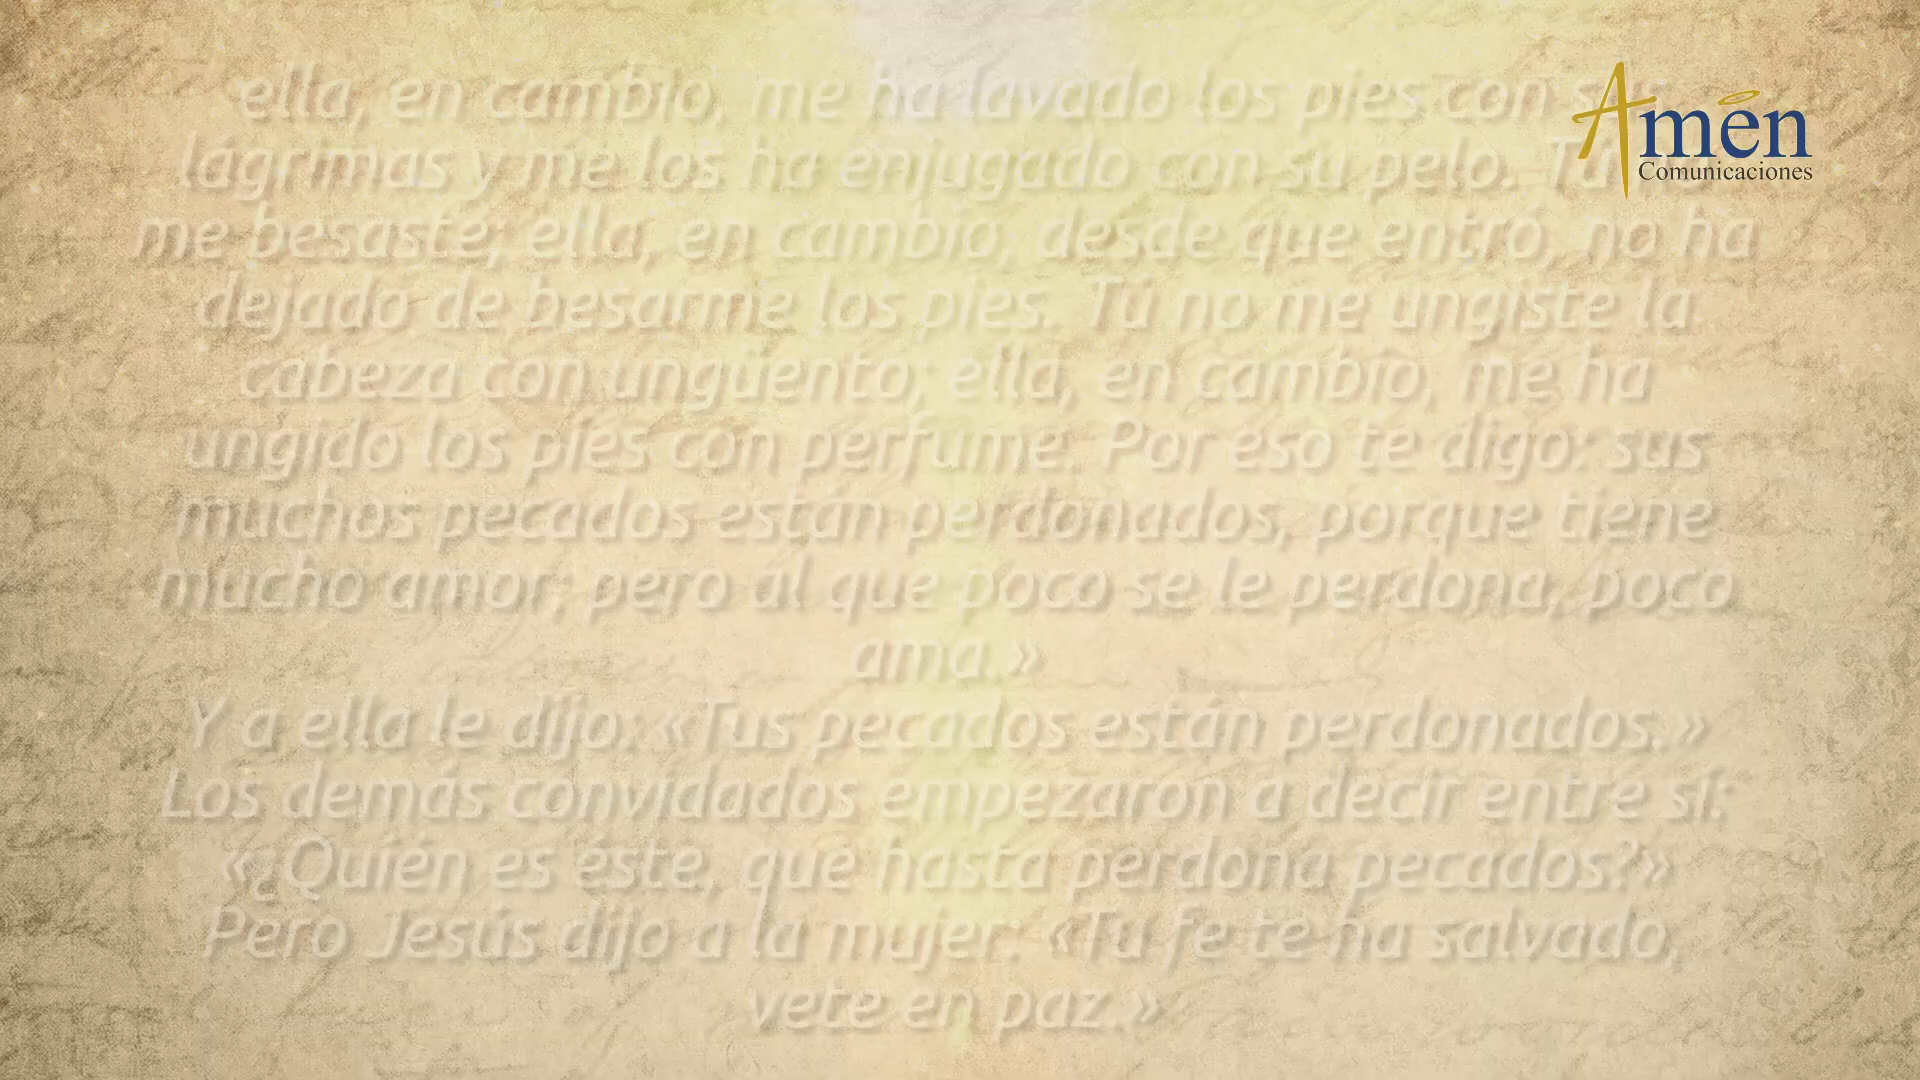 ella, en cambio, me ha lavado los pies con sus
lágrimas y me los ha enjugado con su pelo. Tú
me besaste; ella, en cambio, desde que entró, no ha
dejado de besarme los pies. Tú no me ungiste la
cabeza con ungüento; ella, en cambio, me ha
ungido los pies con perfume. Por eso te digo: sus
muchos pecados están perdonados, porque tiene
mucho amor; pero al que poco se le perdona, poco
ama.»
Y a ella le dijo: «Tus pecados están perdonados.»
Los demás convidados empezaron a decir entre sí:
«¿Quién es éste, que hasta perdona pecados?»
Pero Jesús dijo a la mujer: «Tu fe te ha salvado,
vete en paz.»
Amén
Comunicaciones